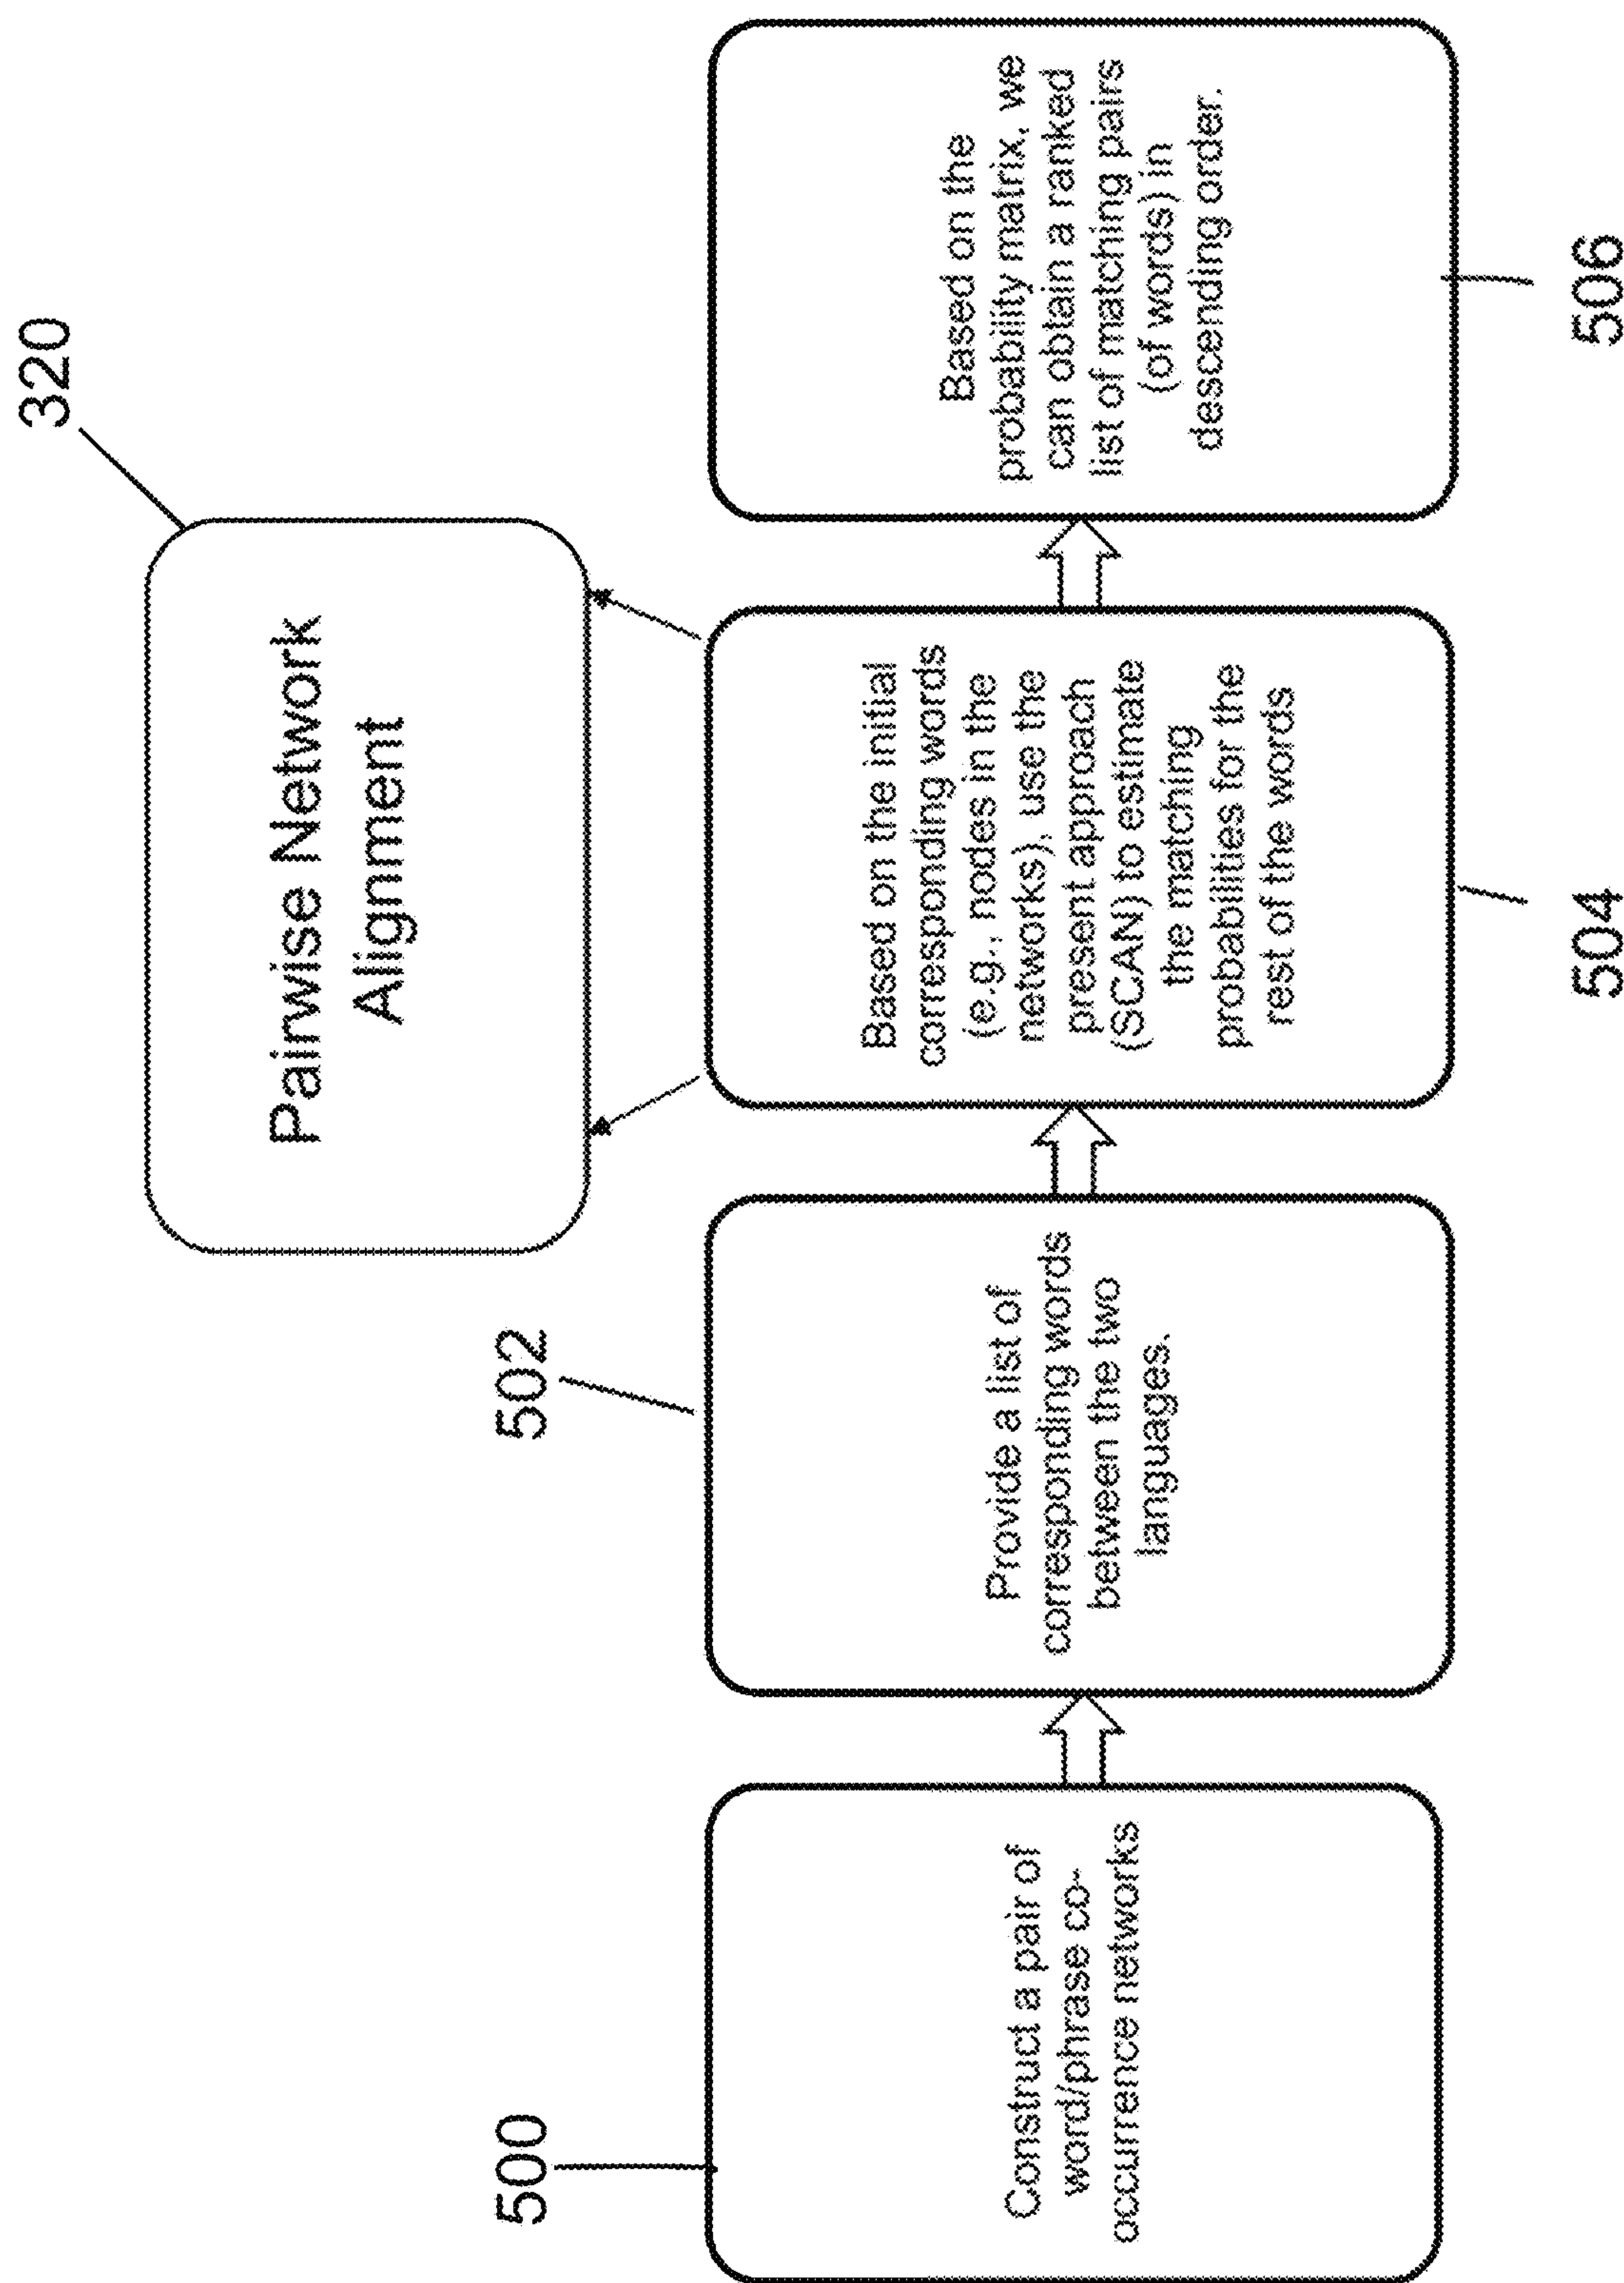 320
Pairwise Network
Alignment
500
Construct a pair of
word/phrase co-
occurrence networks
502
Provide a list of
corresponding words
between the two
languages.
Based on the initial
corresponding words
(e.g., nodes in the
networks), use the
present approach
(SCAN) to estimate
the matching
probabilities for the
rest of the words
504
Based on the
probability matrix, we
can obtain a ranked
list of matching pairs
(of words) in
descending order.
506